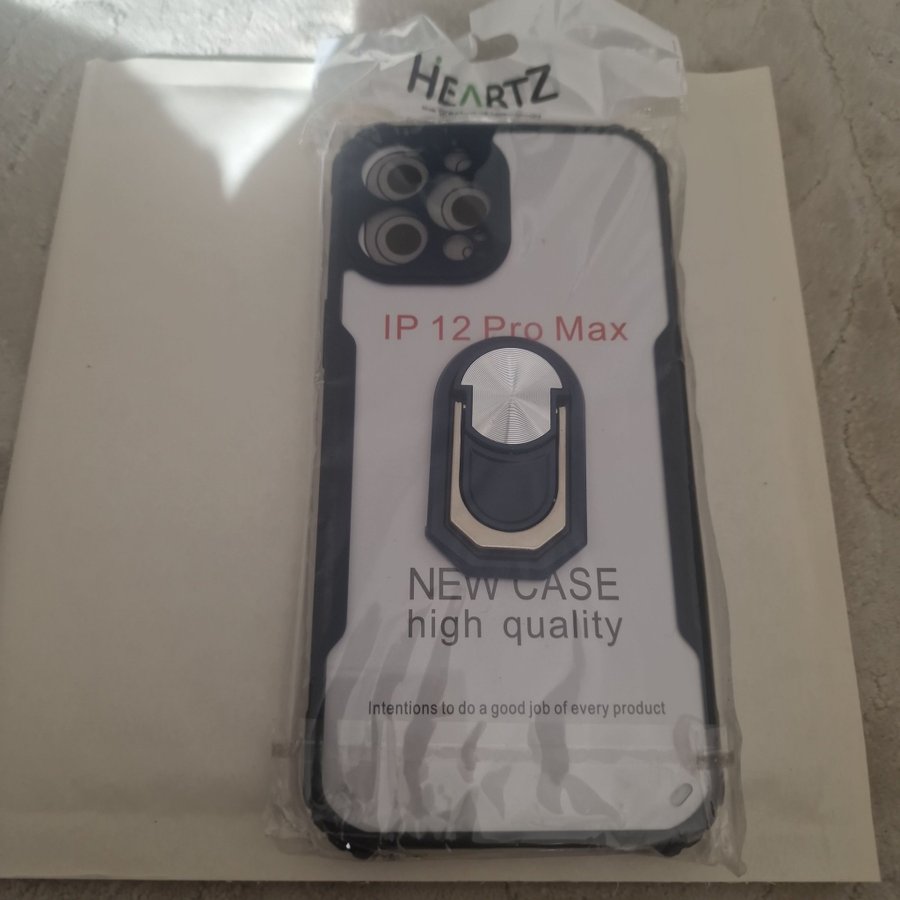 HEARTZ
IP 12 Pro Max
NEW CASE
high quality
Intentions to do a good job of every product